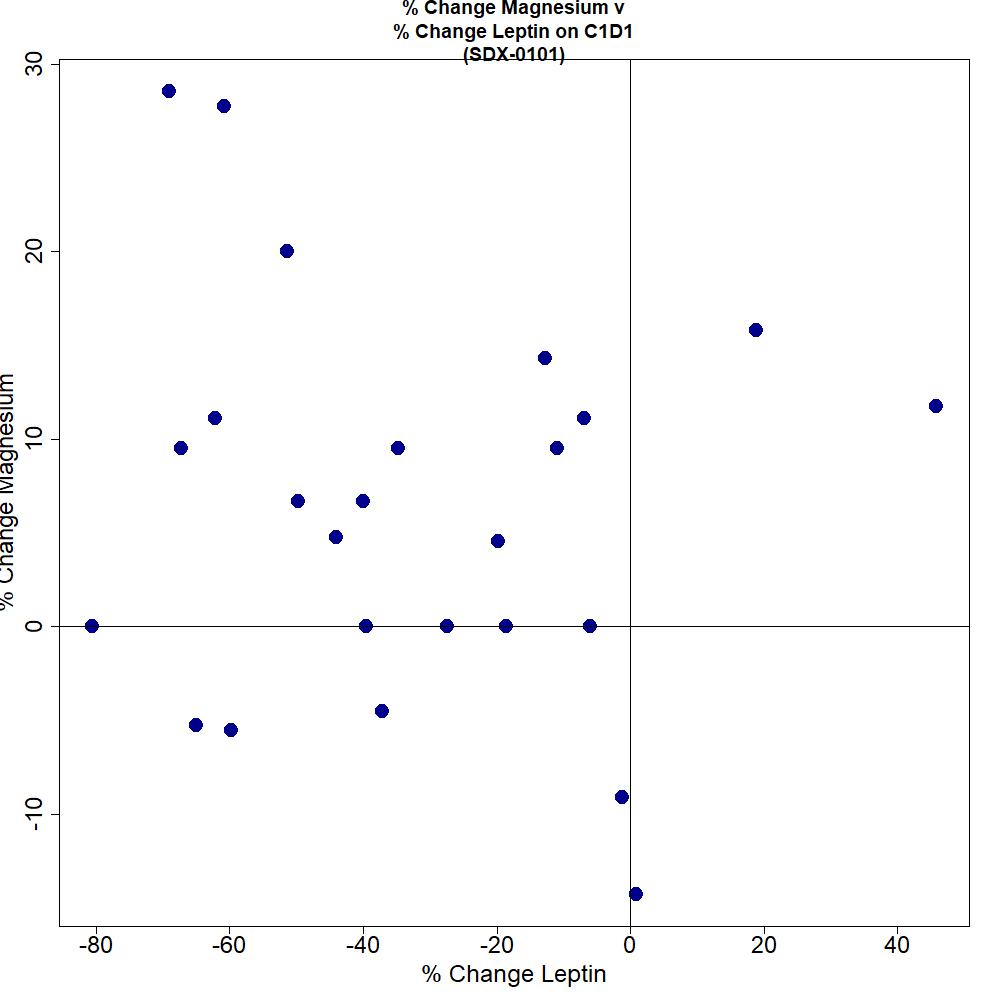 % Change Magnesium v
% Change Leptin on C1D1
(SDX-0101)
30
20
10
0
-10
% Change Magnesium
-80 -60 -40 -20 0 20 40
% Change Leptin